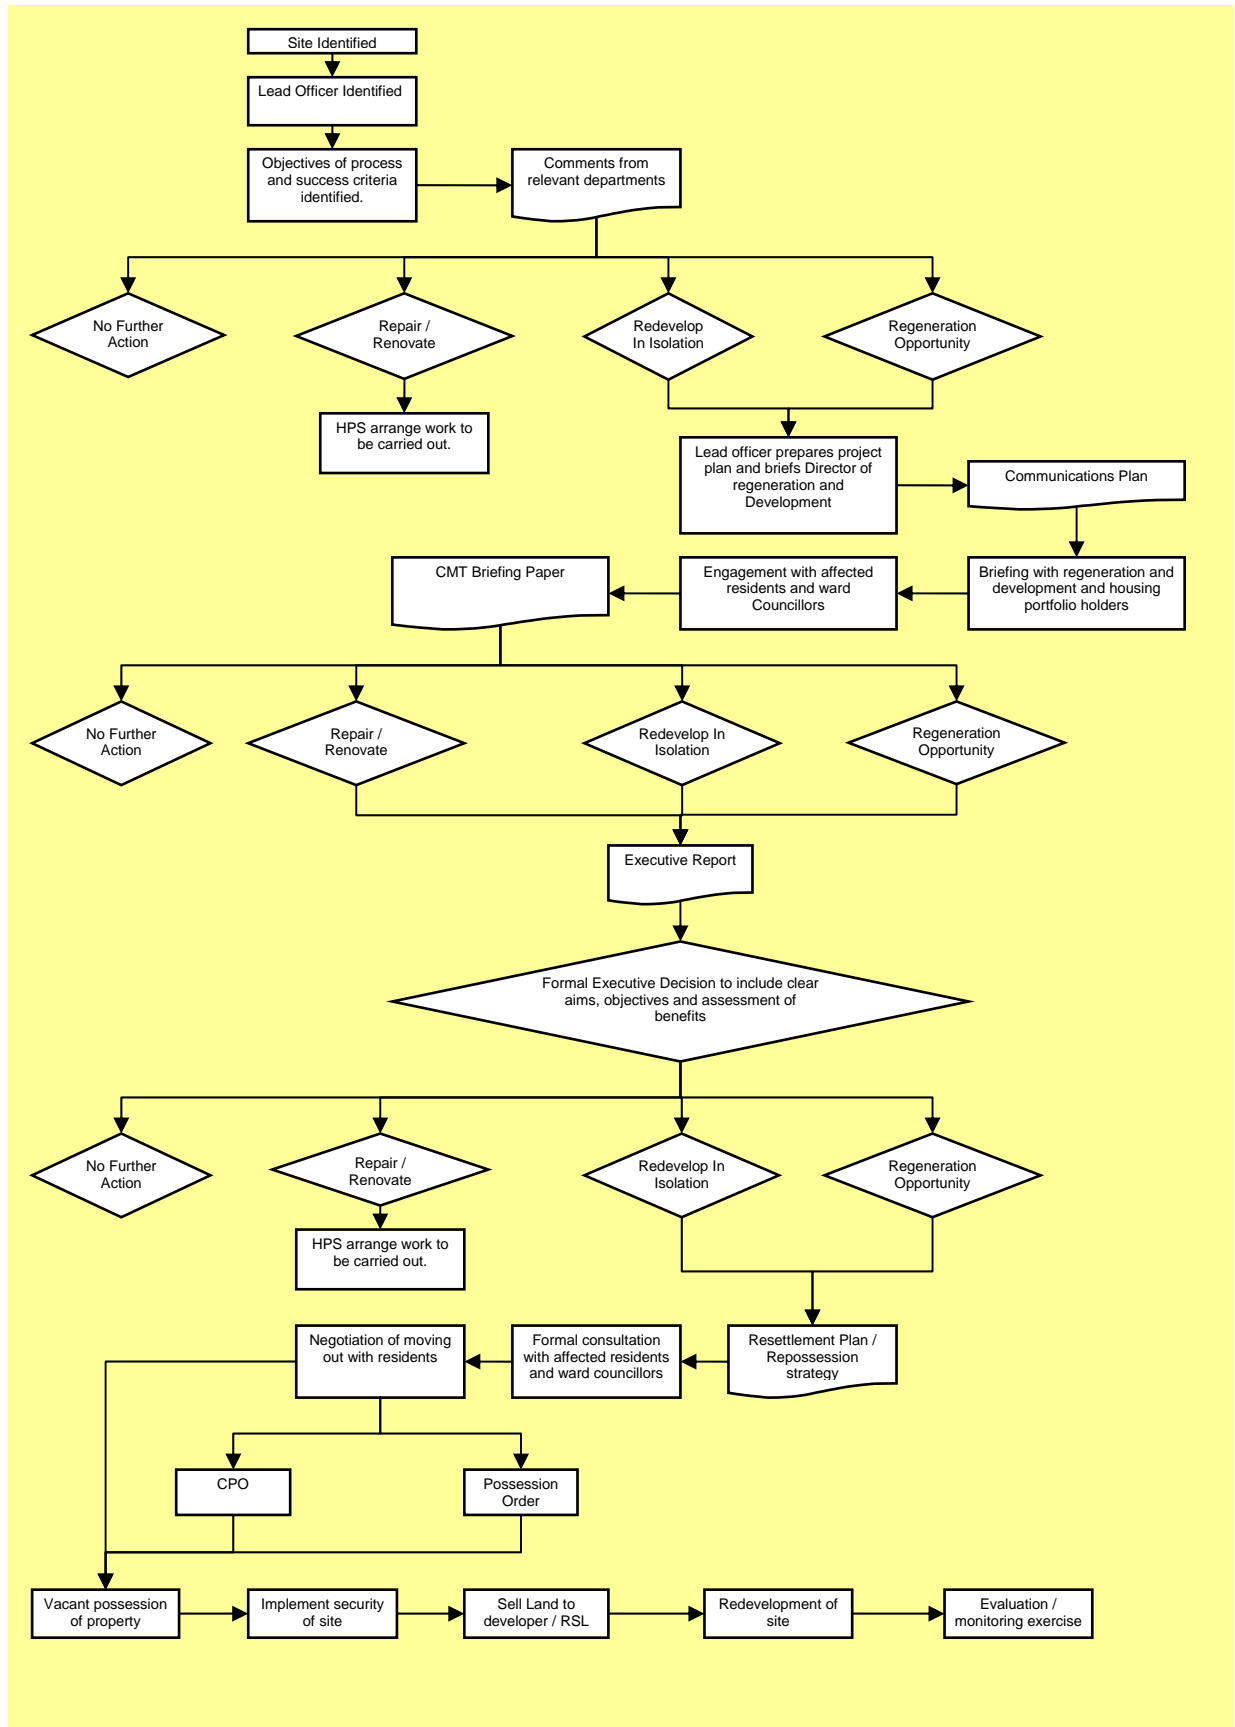 Site Identified
Lead Officer Identified
Objectives of process
and success criteria
identified.
Comments from
relevant departments
No Further
Action
Repair /
Renovate
Redevelop
In Isolation
Regeneration
Opportunity
HPS arrange work to
be carried out.
Lead officer prepares project
plan and briefs Director of
regeneration and
Development
Communications Plan
CMT Briefing Paper
Engagement with affected
residents and ward
Councillors
Briefing with regeneration and
development and housing
portfolio holders
No Further
Action
Repair /
Renovate
Redevelop In
Isolation
Regeneration
Opportunity
Executive Report
Formal Executive Decision to include clear
aims, objectives and assessment of
benefits
No Further
Action
Repair /
Renovate
Redevelop In
Isolation
Regeneration
Opportunity
HPS arrange work to
be carried out.
Negotiation of moving
out with residents
Formal consultation
with affected residents
and ward councillors
Resettlement Plan /
Repossession
strategy
CPO
Possession
Order
Vacant possession
of property
Implement security
of site
Sell Land to
developer / RSL
Redevelopment of
site
Evaluation /
monitoring exercise